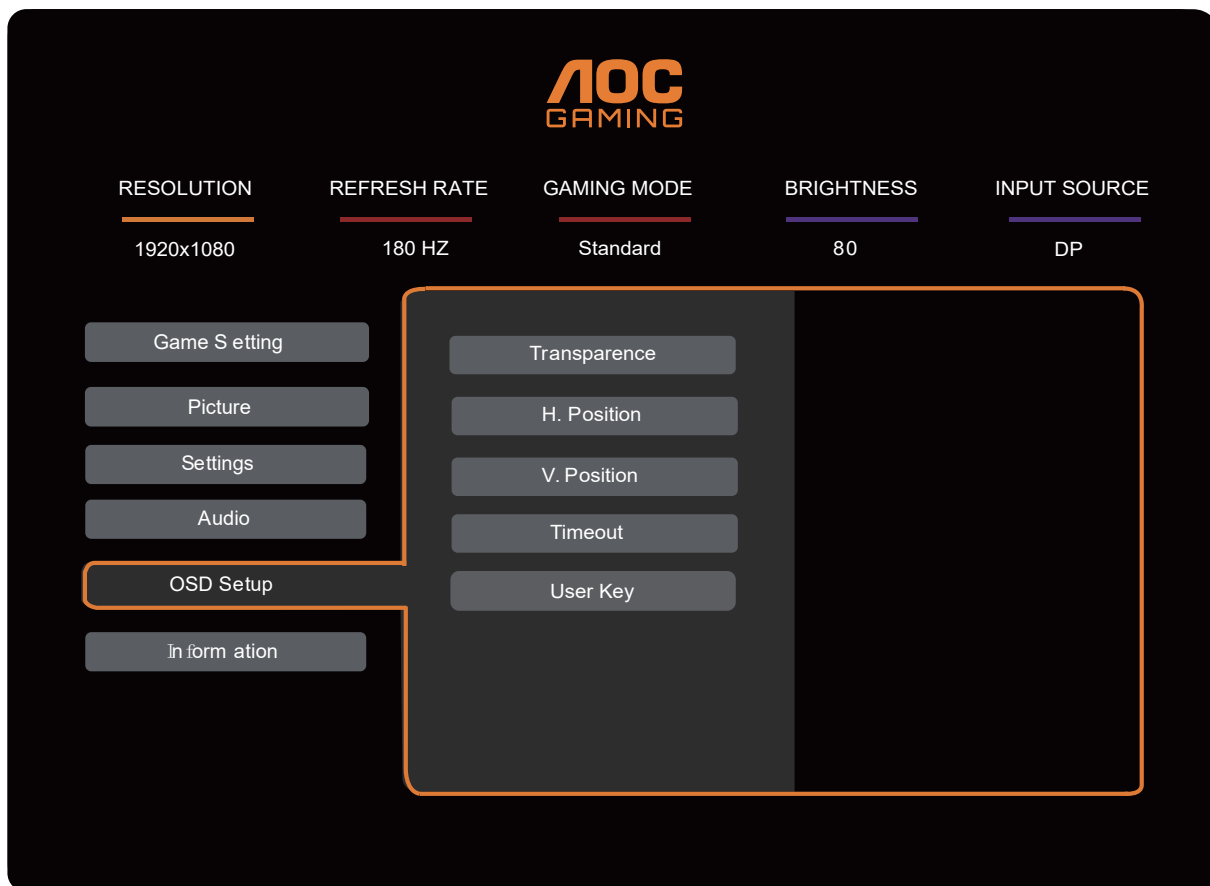 AOC
GAMING
RESOLUTION REFRESH RATE GAMING MODE BRIGHTNESS INPUT SOURCE
1920x1080 180 HZ Standard 80 DP
Game S etting
Picture
Settings
Audio
OSD Setup
In form ation
Transparence
H. Position
V. Position
Timeout
User Key